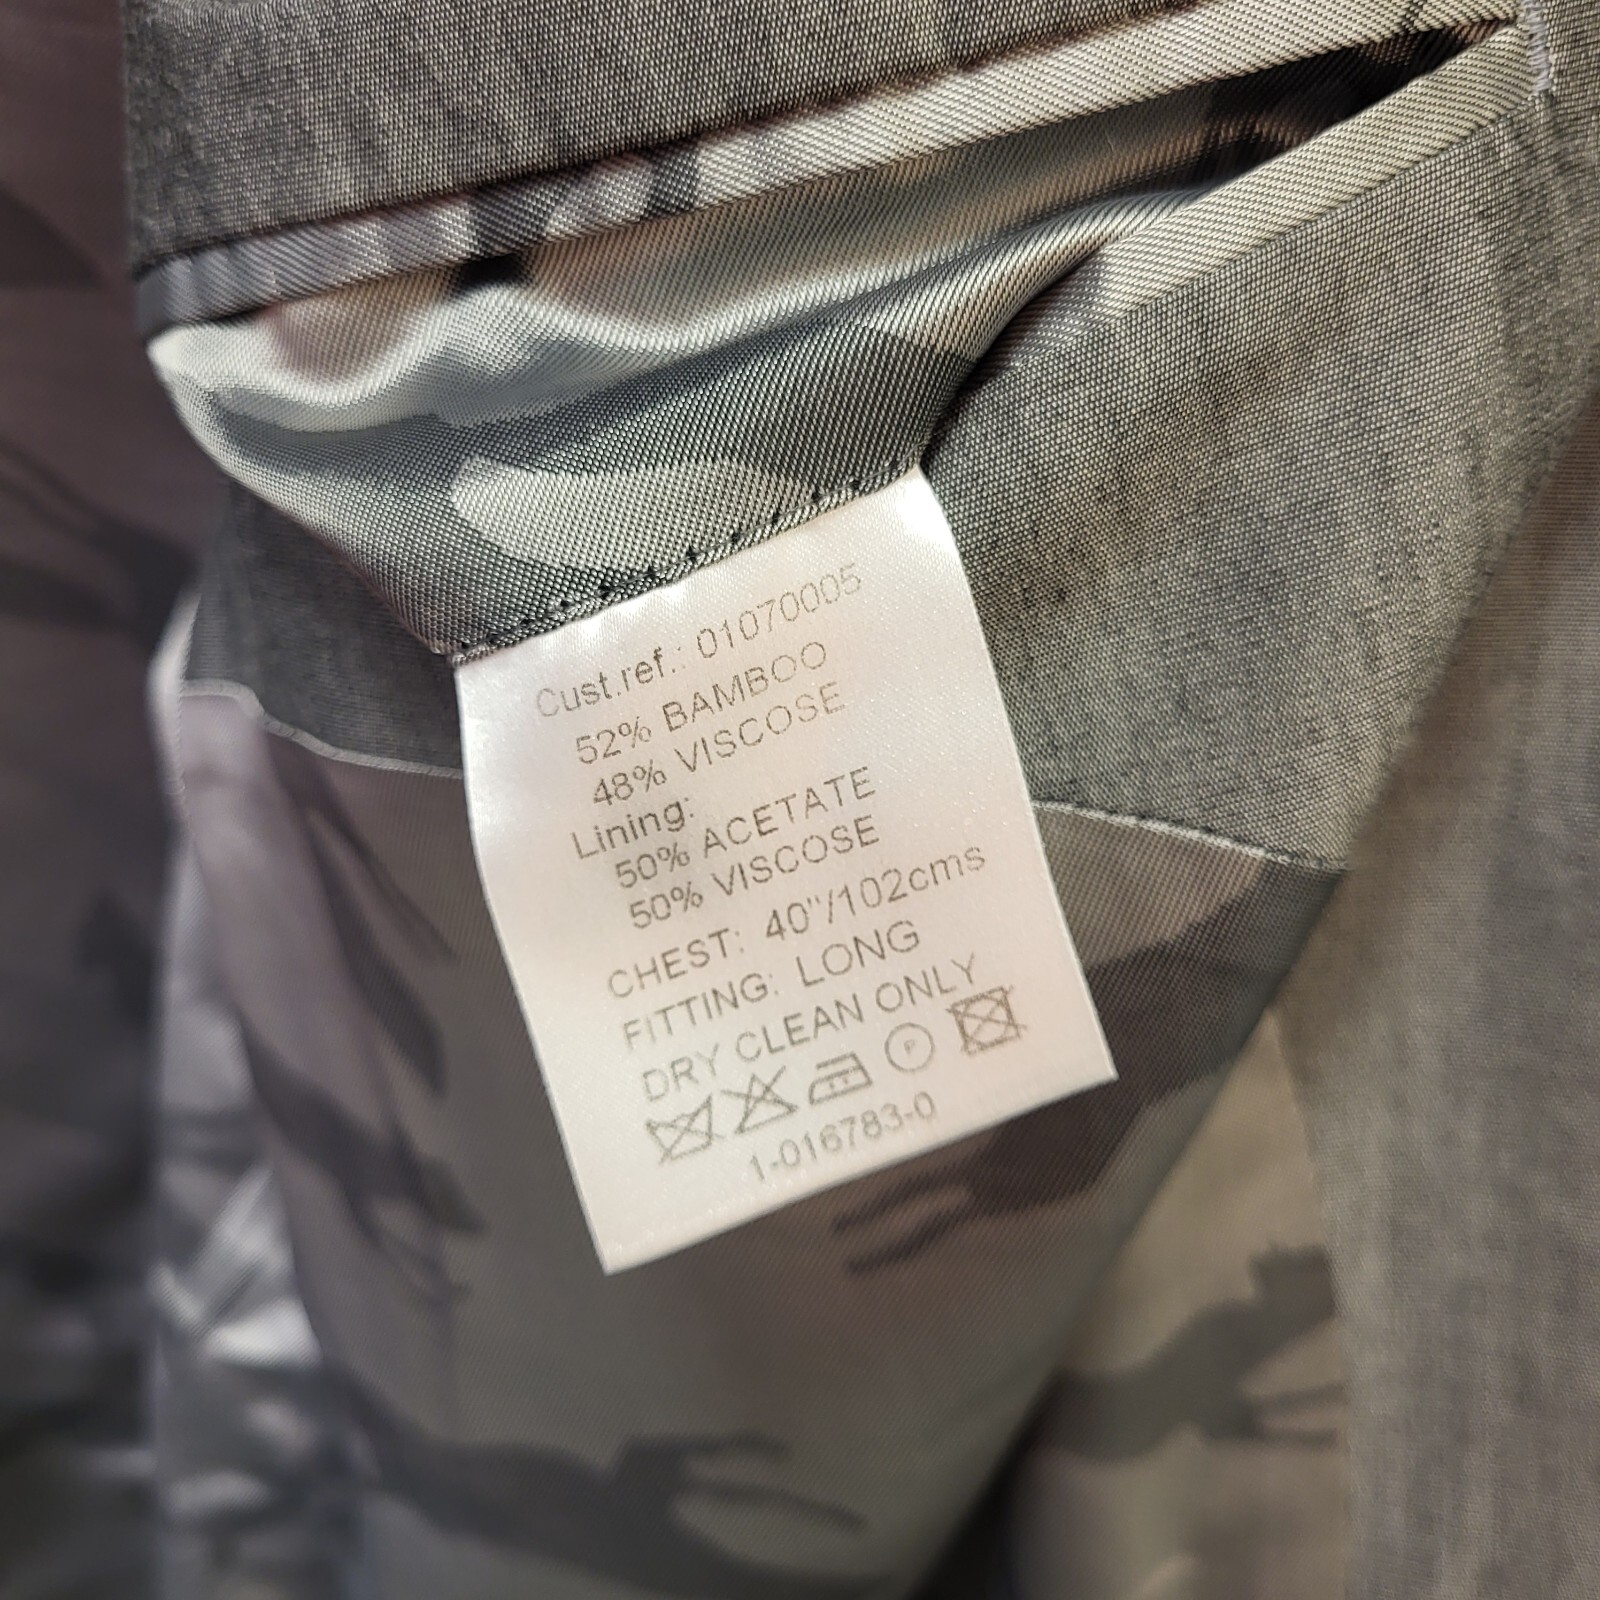 Cust.ref.: 01070005
52% BAMBOO
48% VISCOSE
Lining:
50% ACETATE
50% VISCOSE
CHEST: 40"/102cms
FITTING: LONG
DRY CLEAN ONLY
P
1-016783-0